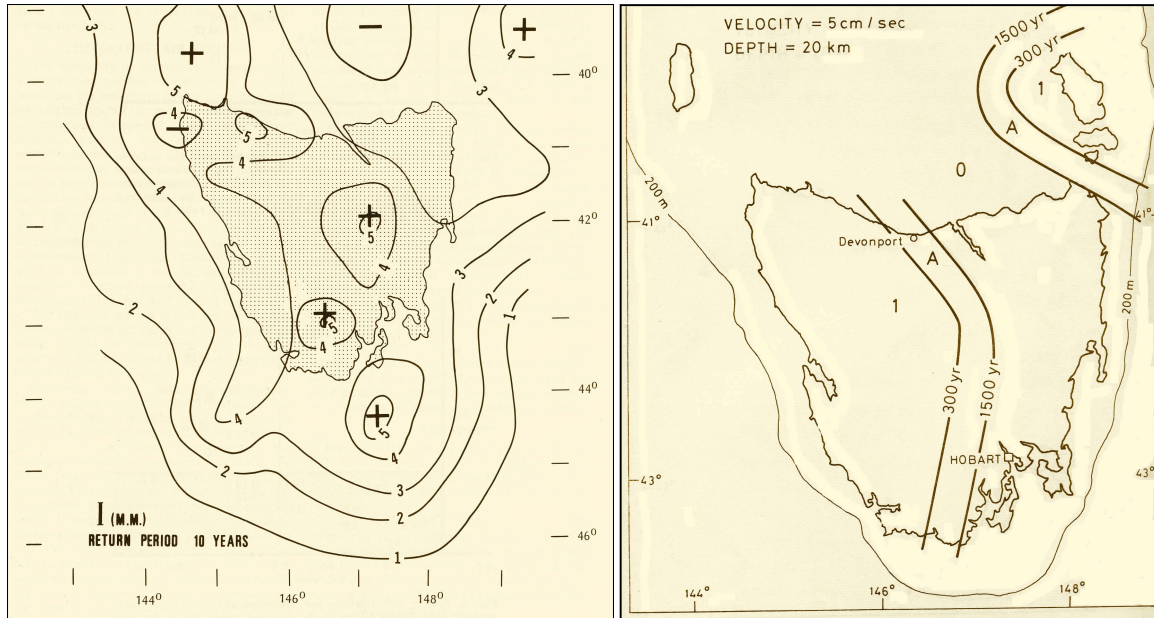 3
3
5
4
3
40°
4
5
4
4
42°
5
4
3
2
1
2
5
4
44°
4
5
4
2
3
2
1
46°
I (M.M.)
RETURN PERIOD 10 YEARS
144°
146°
148°
VELOCITY = 5 cm / sec
DEPTH = 20 km
1500 yr
300 yr
1
A
0
200 m
41°
41°
Devonport
A
1
200 m
300 yr
1500 yr
HOBART
43°
43°
144°
146°
148°